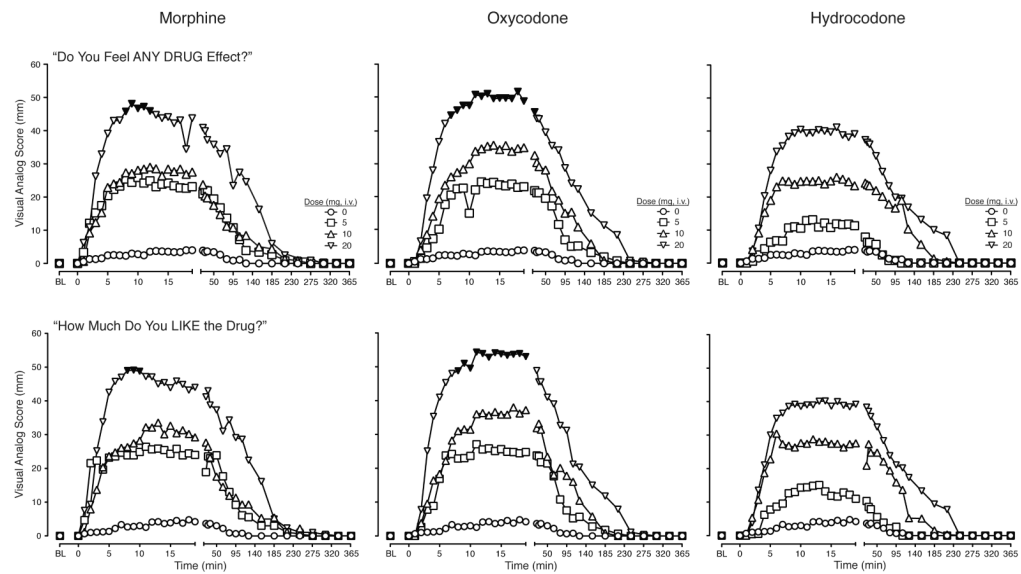 Morphine
Oxycodone
Hydrocodone
"Do You Feel ANY DRUG Effect?"
Visual Analog Score (mm)
60
50
40
30
20
10
0
Dose (mg, i.v.)
0
5
10
20
Dose (mg, i.v.)
0
5
10
20
Dose (mg, i.v.)
0
5
10
20
BL 0 5 10 15 50 95 140 185 230 275 320 365
BL 0 5 10 15 50 95 140 185 230 275 320 365
BL 0 5 10 15 50 95 140 185 230 275 320 365
"How Much Do You LIKE the Drug?"
Visual Analog Score (mm)
60
50
40
30
20
10
0
BL 0 5 10 15 50 95 140 185 230 275 320 365
BL 0 5 10 15 50 95 140 185 230 275 320 365
BL 0 5 10 15 50 95 140 185 230 275 320 365
Time (min)
Time (min)
Time (min)